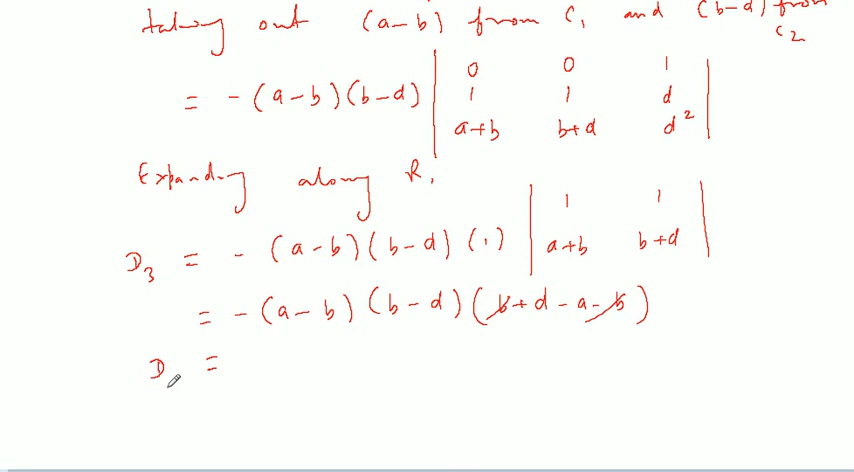 taking out (a-b) from C₁ and (b-d) from C₂
= -(a-b)(b-d) | 0 0 1
1 1 d
a+b b+d d² |
Expanding along R₁
D₃ = -(a-b)(b-d)(1) | 1 1
a+b b+d |
= -(a-b)(b-d)(b+d-a-b)
D =